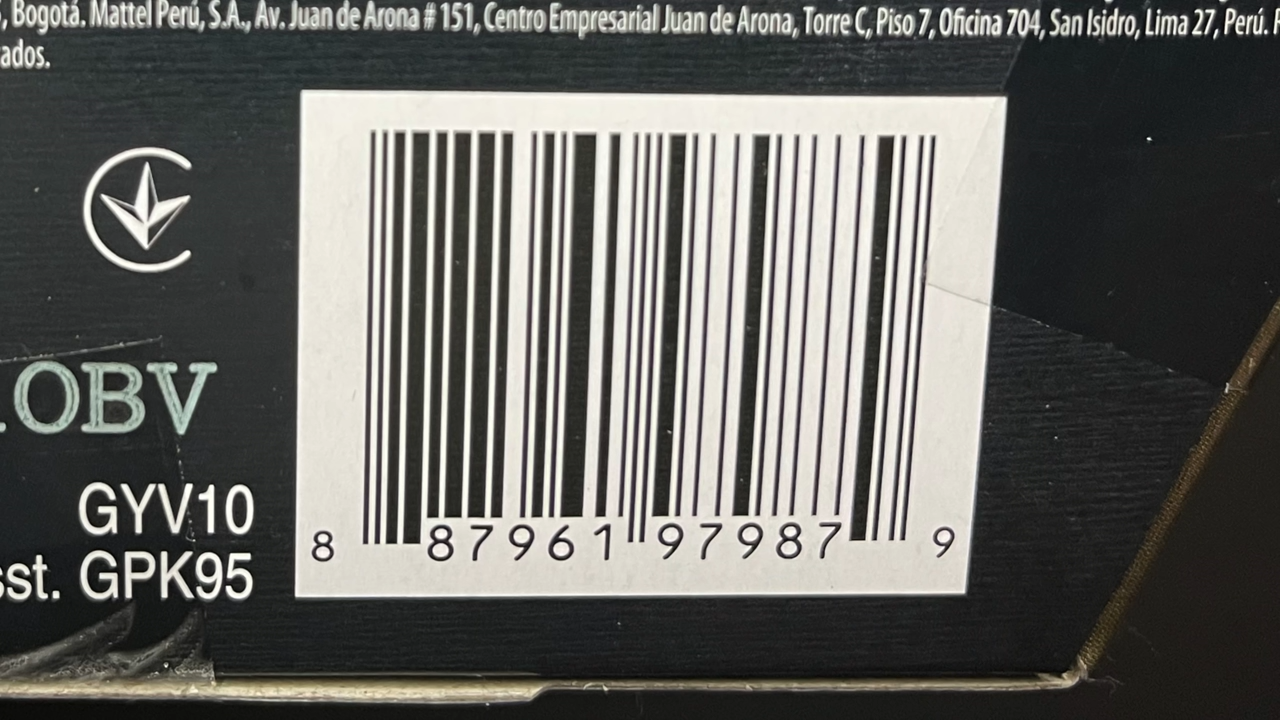 , Bogotá. Mattel Perú, S.A., Av. Juan de Arona # 151, Centro Empresarial Juan de Arona, Torre C, Piso 7, Oficina 704, San Isidro, Lima 27, Perú.
ados.
.OBV
GYV10
sst. GPK95
8 87961 97987 9